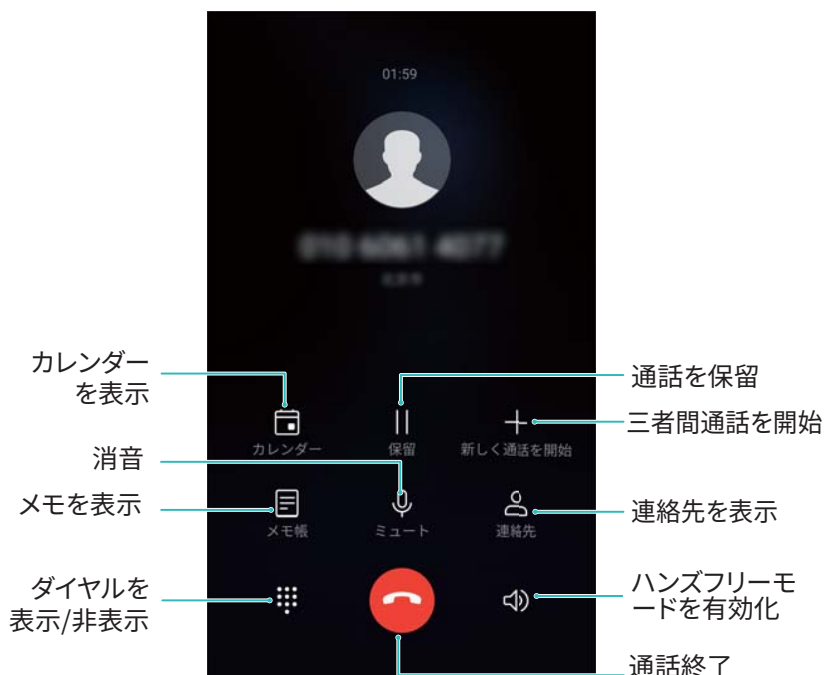 01:59
カレンダー
を表示
通話を保留
三者間通話を開始
カレンダー
保留
新しく通話を開始
消音
メモを表示
連絡先を表示
メモ帳
ミュート
連絡先
ダイヤルを
表示/非表示
ハンズフリーモ
ードを有効化
通話終了